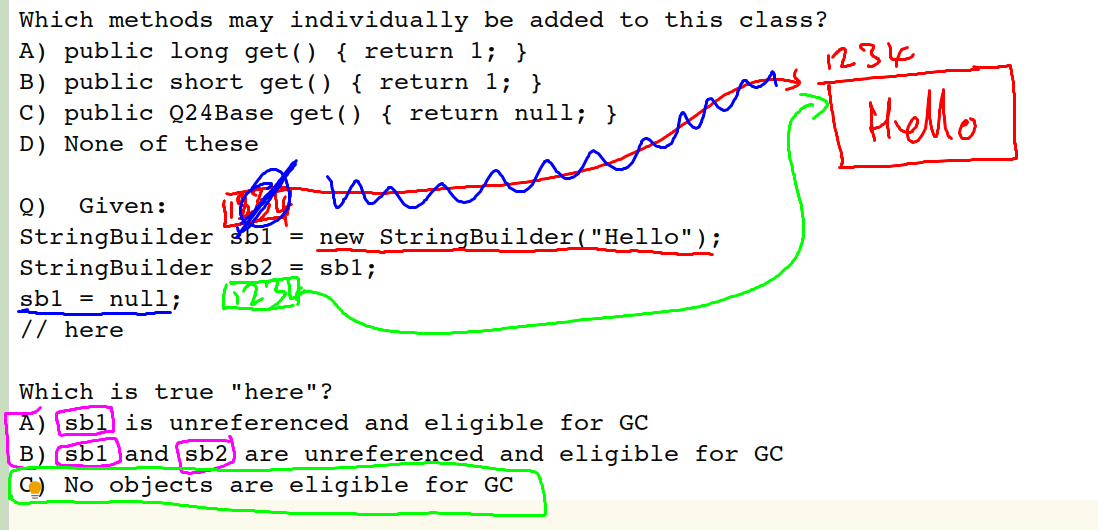 Which methods may individually be added to this class?
A) public long get() { return 1; }
1234
B) public short get() { return 1; }
Hello
C) public Q24Base get() { return null; }
D) None of these
Q)  Given:
StringBuilder sb1 = new StringBuilder("Hello");
StringBuilder sb2 = sb1;
sb1 = null;
1234
// here
Which is true "here"?
A) sb1 is unreferenced and eligible for GC
B) sb1 and sb2 are unreferenced and eligible for GC
C) No objects are eligible for GC